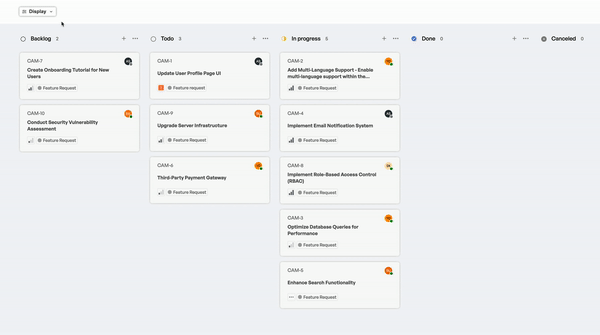 Display
Backlog 2
CAM-7
Create Onboarding Tutorial for New
Users
Feature Request
CAM-10
Conduct Security Vulnerability
Assessment
Feature Request
Todo 3
CAM-1
Update User Profile Page UI
Feature request
CAM-9
Upgrade Server Infrastructure
Feature Request
CAM-6
Third-Party Payment Gateway
Feature Request
In progress 5
CAM-2
Add Multi-Language Support - Enable
multi-language support within the...
Feature Request
CAM-4
Implement Email Notification System
Feature Request
CAM-8
Implement Role-Based Access Control
(RBAC)
Feature Request
CAM-3
Optimize Database Queries for
Performance
Feature Request
CAM-5
Enhance Search Functionality
Feature Request
Done 0
Canceled 0